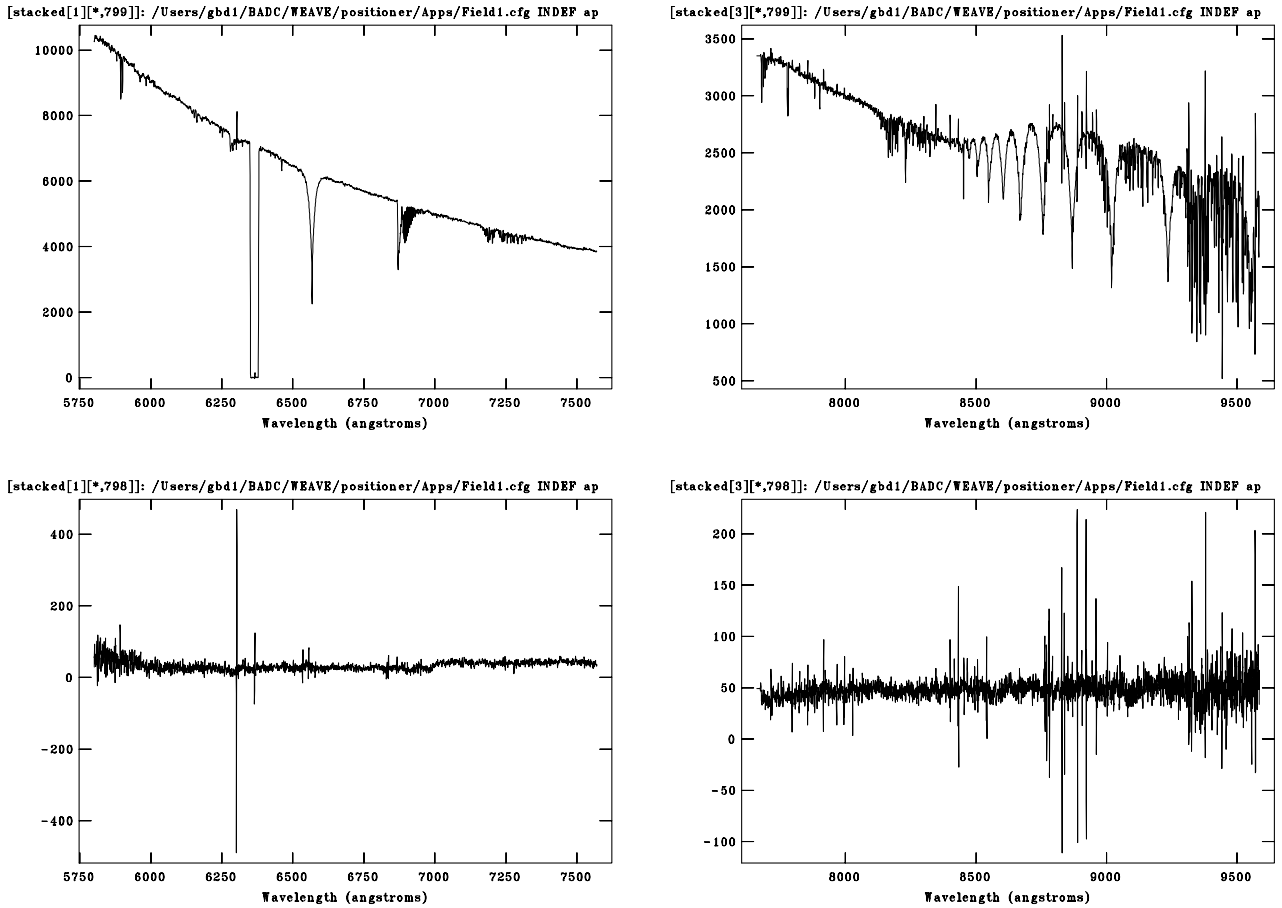 [stacked[1][*,799]]: /Users/gbd1/BADC/WEAVE/positioner/Apps/Field1.cfg INDEF ap
10000
8000
6000
4000
2000
0
5750 6000 6250 6500 6750 7000 7250 7500
Wavelength (angstroms)
[stacked[3][*,799]]: /Users/gbd1/BADC/WEAVE/positioner/Apps/Field1.cfg INDEF ap
3500
3000
2500
2000
1500
1000
500
8000 8500 9000 9500
Wavelength (angstroms)
[stacked[1][*,798]]: /Users/gbd1/BADC/WEAVE/positioner/Apps/Field1.cfg INDEF ap
400
200
0
-200
-400
5750 6000 6250 6500 6750 7000 7250 7500
Wavelength (angstroms)
[stacked[3][*,798]]: /Users/gbd1/BADC/WEAVE/positioner/Apps/Field1.cfg INDEF ap
200
150
100
50
0
-50
-100
8000 8500 9000 9500
Wavelength (angstroms)